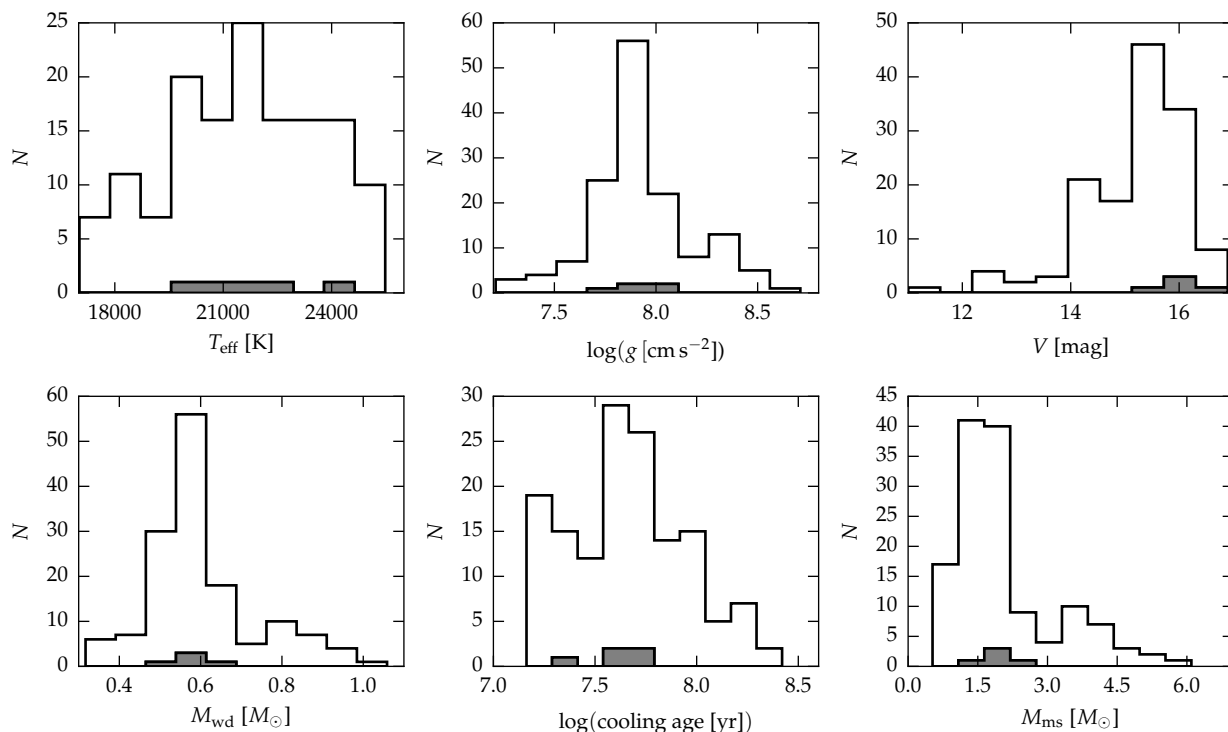 25
20
15
10
5
0
N
18000 21000 24000
T_eff [K]
60
50
40
30
20
10
0
N
7.5 8.0 8.5
log(g [cm s⁻²])
50
40
30
20
10
0
N
12 14 16
V [mag]
60
50
40
30
20
10
0
N
0.4 0.6 0.8 1.0
M_wd [M_⊙]
30
25
20
15
10
5
0
N
7.0 7.5 8.0 8.5
log(cooling age [yr])
45
40
35
30
25
20
15
10
5
0
N
0.0 1.5 3.0 4.5 6.0
M_ms [M_⊙]